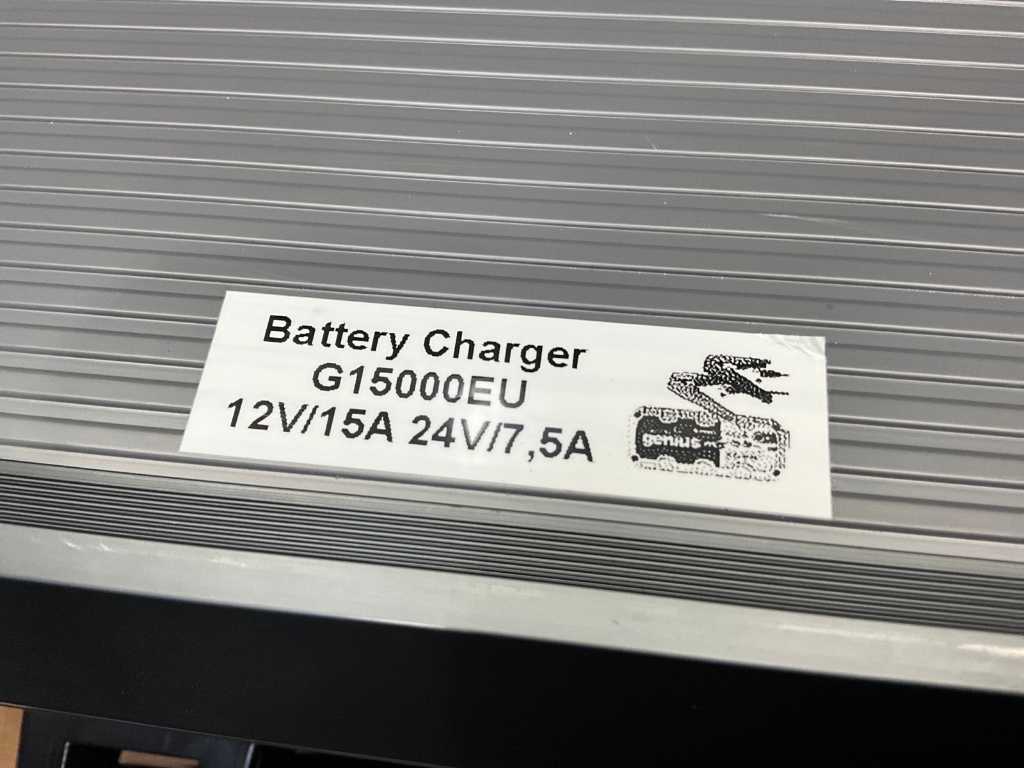 Battery Charger
G15000EU
12V/15A 24V/7,5A
genius